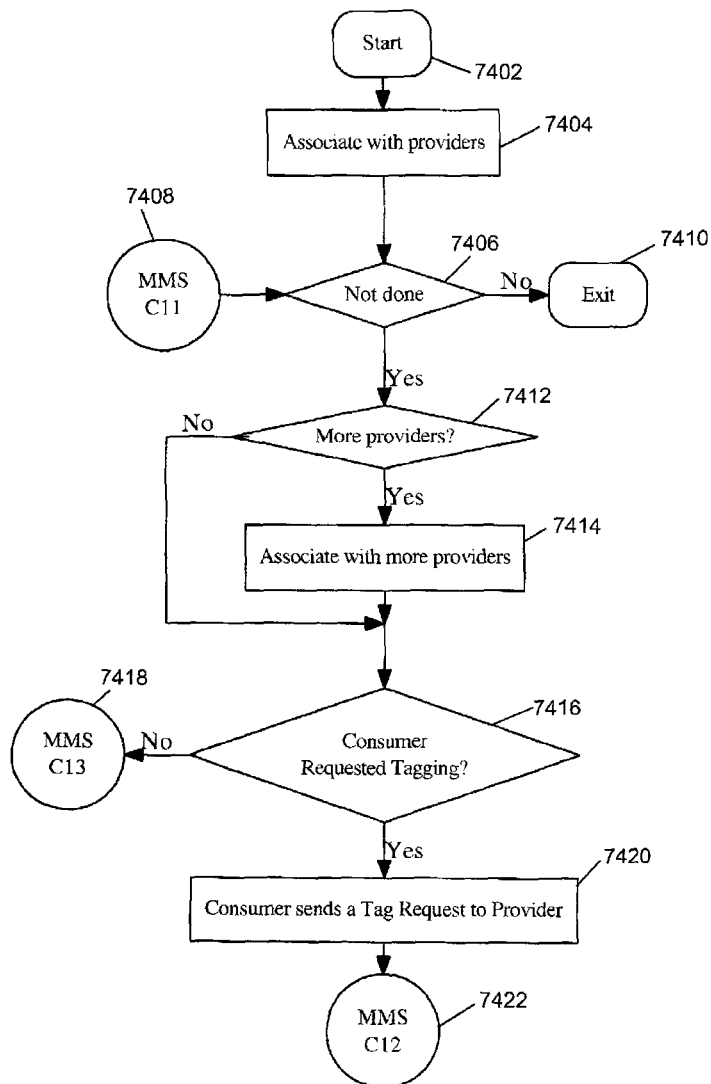 Start
7402
Associate with providers
7404
7408
MMS
C11
7406
Not done
No
7410
Exit
Yes
7412
No
More providers?
Yes
7414
Associate with more providers
7418
MMS
C13
No
7416
Consumer
Requested Tagging?
Yes
7420
Consumer sends a Tag Request to Provider
MMS
C12
7422